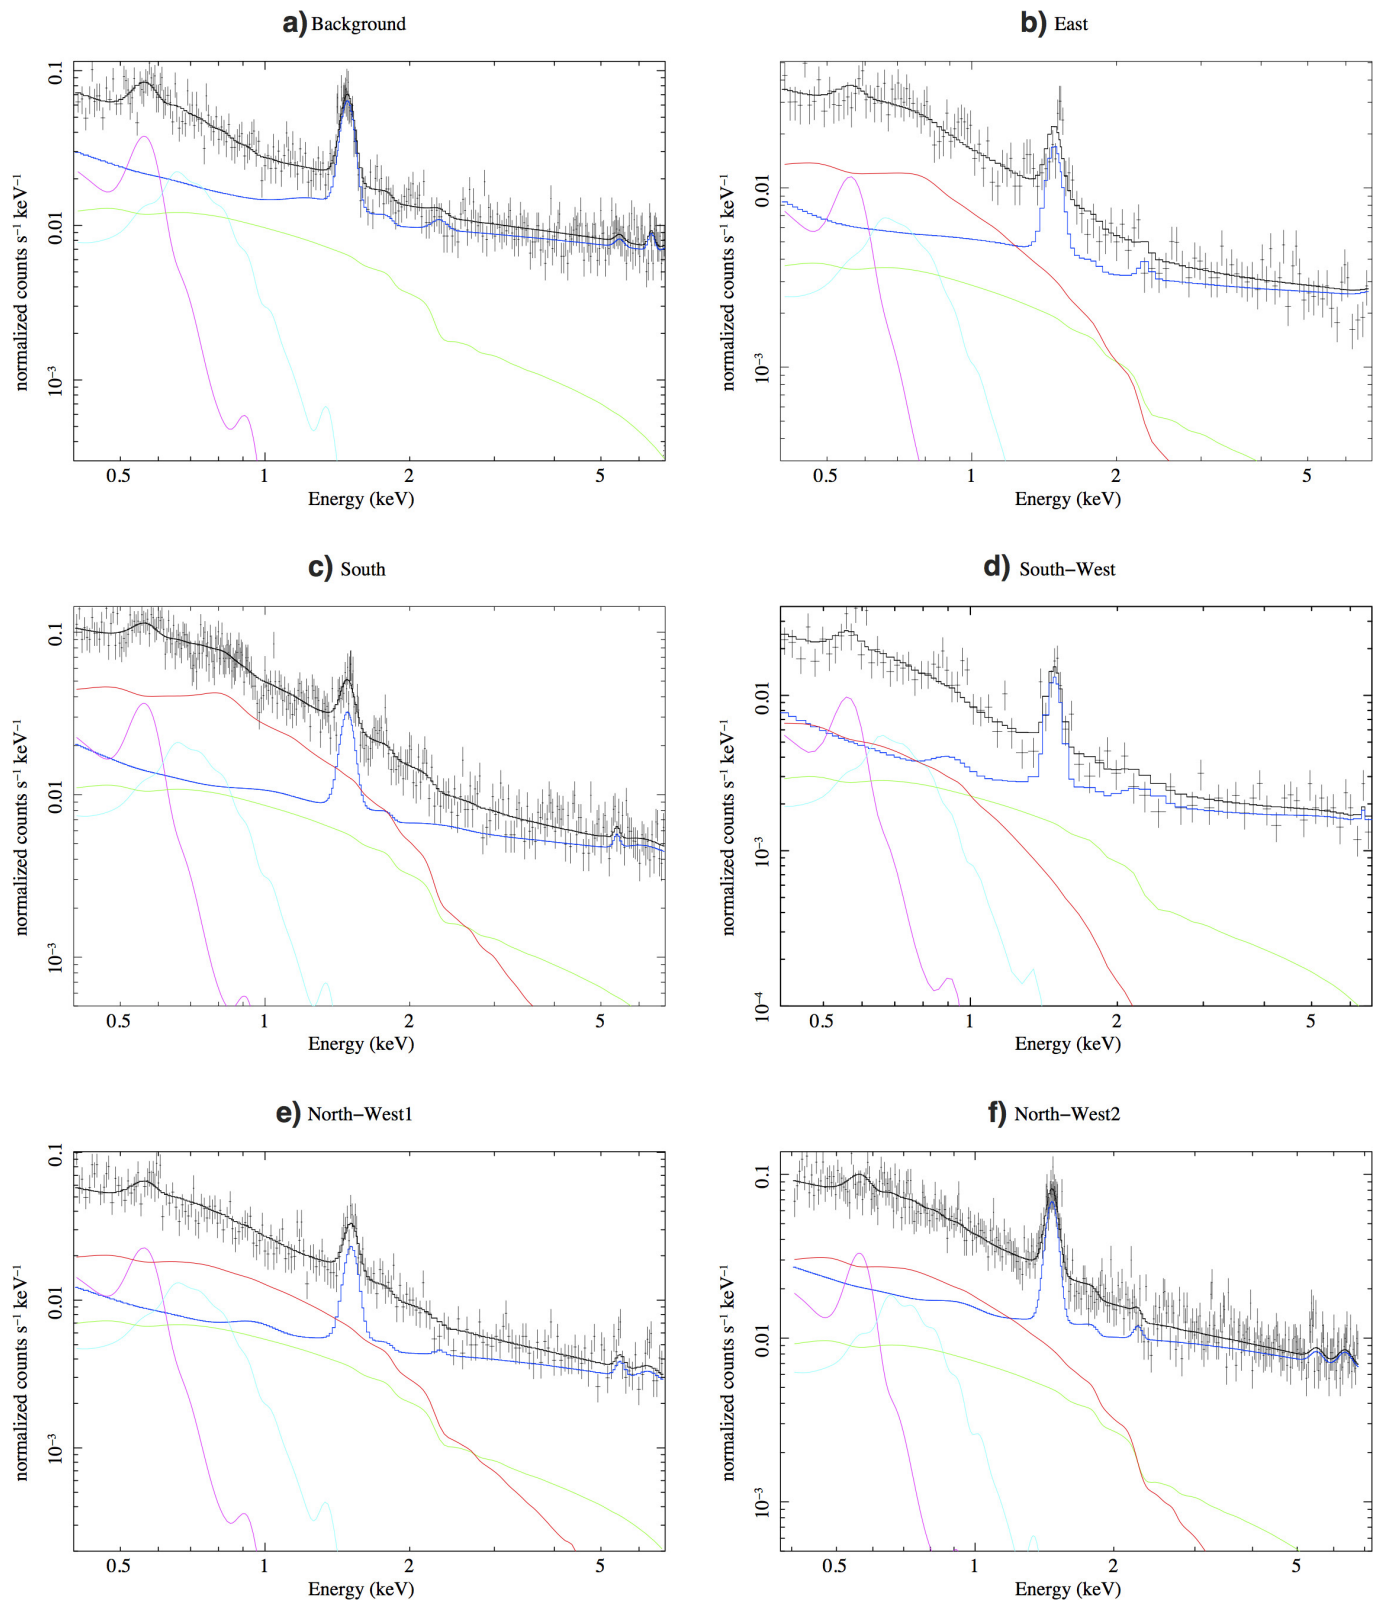 a) Background
normalized counts s⁻¹ keV⁻¹
0.1
0.01
10⁻³
0.5 1 2 5
Energy (keV)
b) East
normalized counts s⁻¹ keV⁻¹
0.01
10⁻³
0.5 1 2 5
Energy (keV)
c) South
normalized counts s⁻¹ keV⁻¹
0.1
0.01
10⁻³
0.5 1 2 5
Energy (keV)
d) South−West
normalized counts s⁻¹ keV⁻¹
0.01
10⁻³
10⁻⁴
0.5 1 2 5
Energy (keV)
e) North−West1
normalized counts s⁻¹ keV⁻¹
0.1
0.01
10⁻³
0.5 1 2 5
Energy (keV)
f) North−West2
normalized counts s⁻¹ keV⁻¹
0.1
0.01
10⁻³
0.5 1 2 5
Energy (keV)